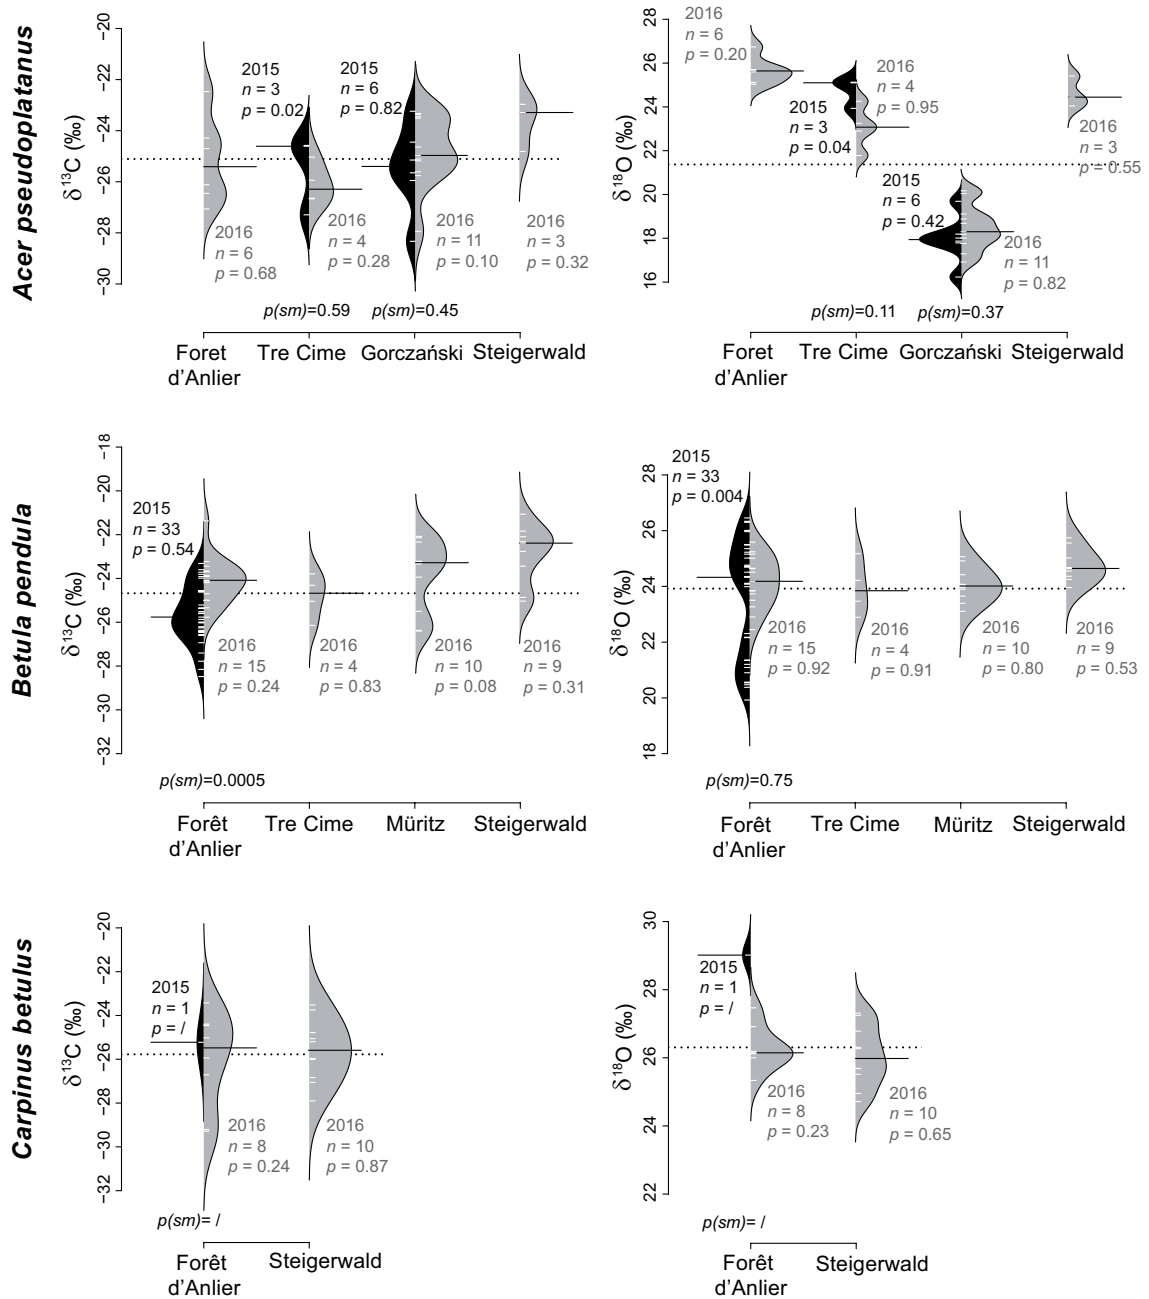 Acer pseudoplatanus
δ13C (‰)
−20
−22
−24
−26
−28
−30
2015
n = 3
p = 0.02
2015
n = 6
p = 0.82
2016
n = 6
p = 0.68
2016
n = 4
p = 0.28
2016
n = 11
p = 0.10
2016
n = 3
p = 0.32
p(sm)=0.59
p(sm)=0.45
Foret
d'Anlier
Tre Cime
Gorczański
Steigerwald
δ18O (‰)
28
26
24
22
20
18
16
2016
n = 6
p = 0.20
2016
n = 4
p = 0.95
2015
n = 3
p = 0.04
2015
n = 6
p = 0.42
2016
n = 11
p = 0.82
2016
n = 3
p = 0.55
p(sm)=0.11
p(sm)=0.37
Foret
d'Anlier
Tre Cime
Gorczański
Steigerwald
Betula pendula
δ13C (‰)
−18
−20
−22
−24
−26
−28
−30
−32
2015
n = 33
p = 0.54
2016
n = 15
p = 0.24
2016
n = 4
p = 0.83
2016
n = 10
p = 0.08
2016
n = 9
p = 0.31
p(sm)=0.0005
Forêt
d'Anlier
Tre Cime
Müritz
Steigerwald
δ18O (‰)
28
26
24
22
20
18
2015
n = 33
p = 0.004
2016
n = 15
p = 0.92
2016
n = 4
p = 0.91
2016
n = 10
p = 0.80
2016
n = 9
p = 0.53
p(sm)=0.75
Forêt
d'Anlier
Tre Cime
Müritz
Steigerwald
Carpinus betulus
δ13C (‰)
−20
−22
−24
−26
−28
−30
−32
2015
n = 1
p = /
2016
n = 8
p = 0.24
2016
n = 10
p = 0.87
p(sm)= /
Forêt
d'Anlier
Steigerwald
δ18O (‰)
30
28
26
24
22
2015
n = 1
p = /
2016
n = 8
p = 0.23
2016
n = 10
p = 0.65
p(sm)= /
Forêt
d'Anlier
Steigerwald